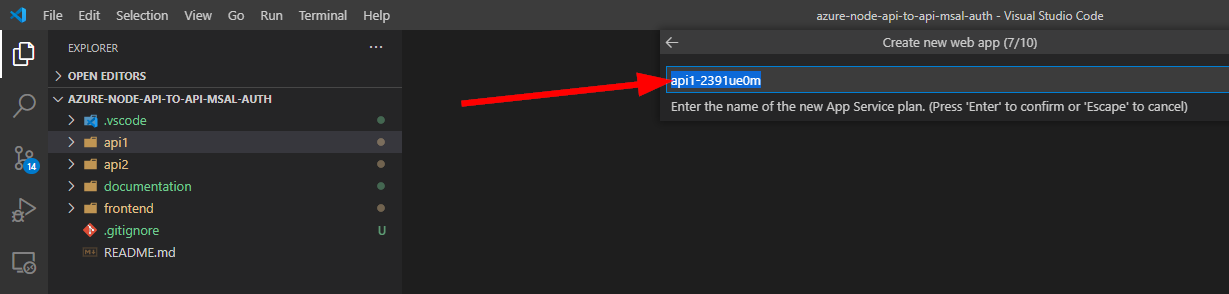 File Edit Selection View Go Run Terminal Help azure-node-api-to-api-msal-auth - Visual Studio Code
EXPLORER
OPEN EDITORS
AZURE-NODE-API-TO-API-MSAL-AUTH
.vscode
api1
api2
documentation
frontend
.gitignore U
README.md
14
Create new web app (7/10)
api1-2391ue0m
Enter the name of the new App Service plan. (Press 'Enter' to confirm or 'Escape' to cancel)